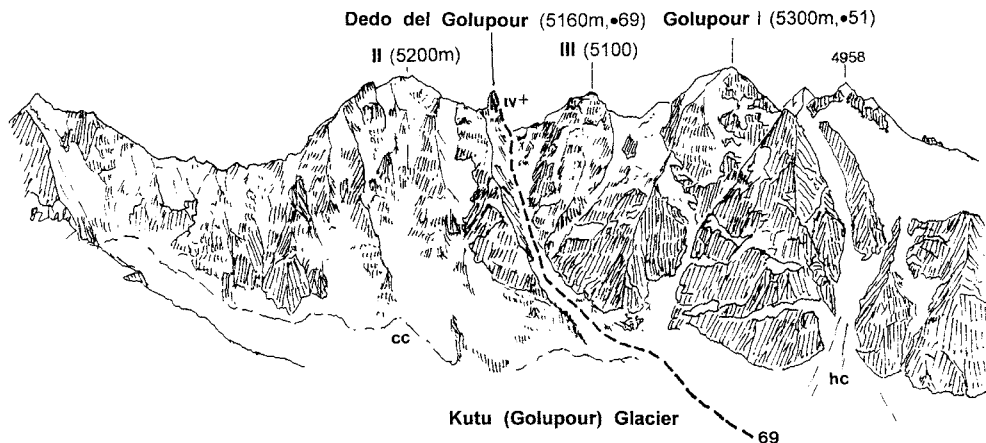 Dedo del Golupour (5160m,•69) Golupour I (5300m,•51)
II (5200m) III (5100) 4958
IV+
cc
hc
Kutu (Golupour) Glacier
69